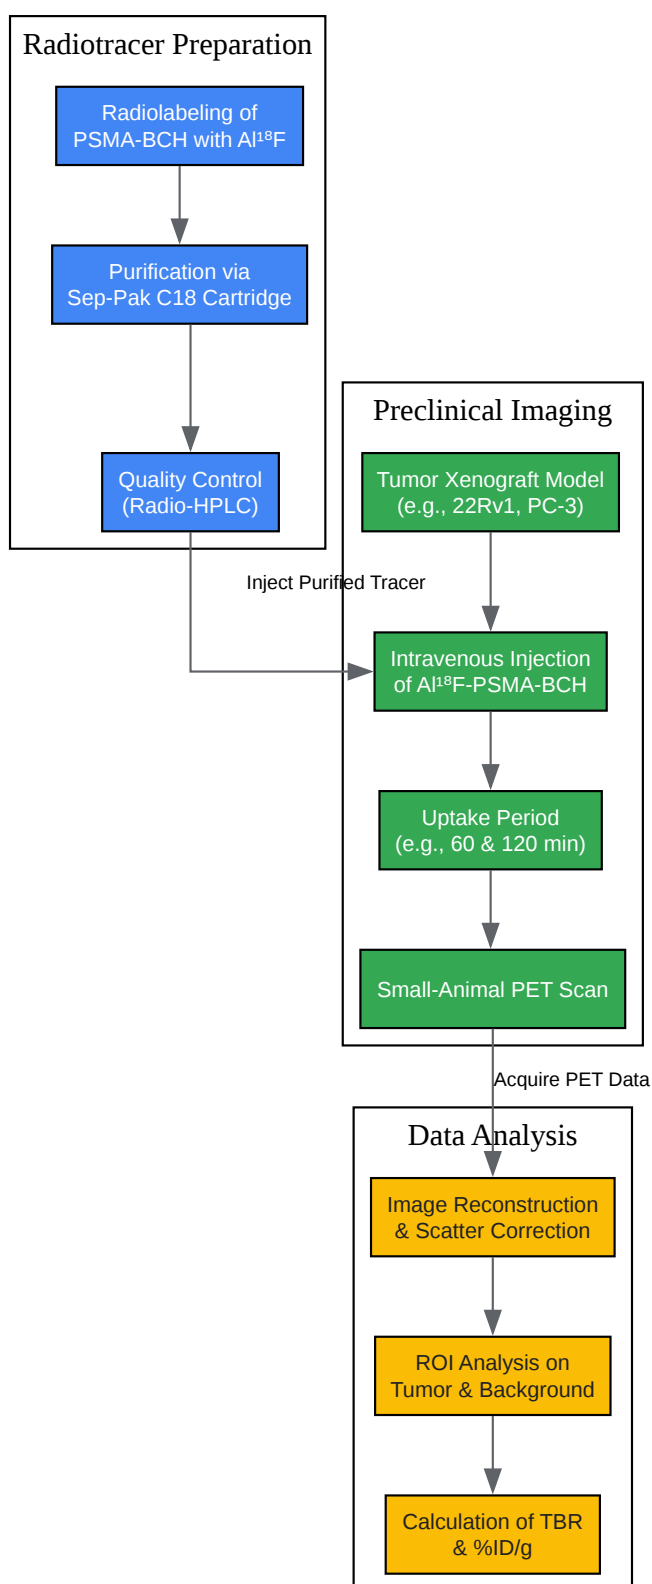 Radiotracer Preparation
Radiolabeling of
PSMA-BCH with Al¹⁸F
Purification via
Sep-Pak C18 Cartridge
Quality Control
(Radio-HPLC)
Inject Purified Tracer
Preclinical Imaging
Tumor Xenograft Model
(e.g., 22Rv1, PC-3)
Intravenous Injection
of Al¹⁸F-PSMA-BCH
Uptake Period
(e.g., 60 & 120 min)
Small-Animal PET Scan
Acquire PET Data
Data Analysis
Image Reconstruction
& Scatter Correction
ROI Analysis on
Tumor & Background
Calculation of TBR
& %ID/g